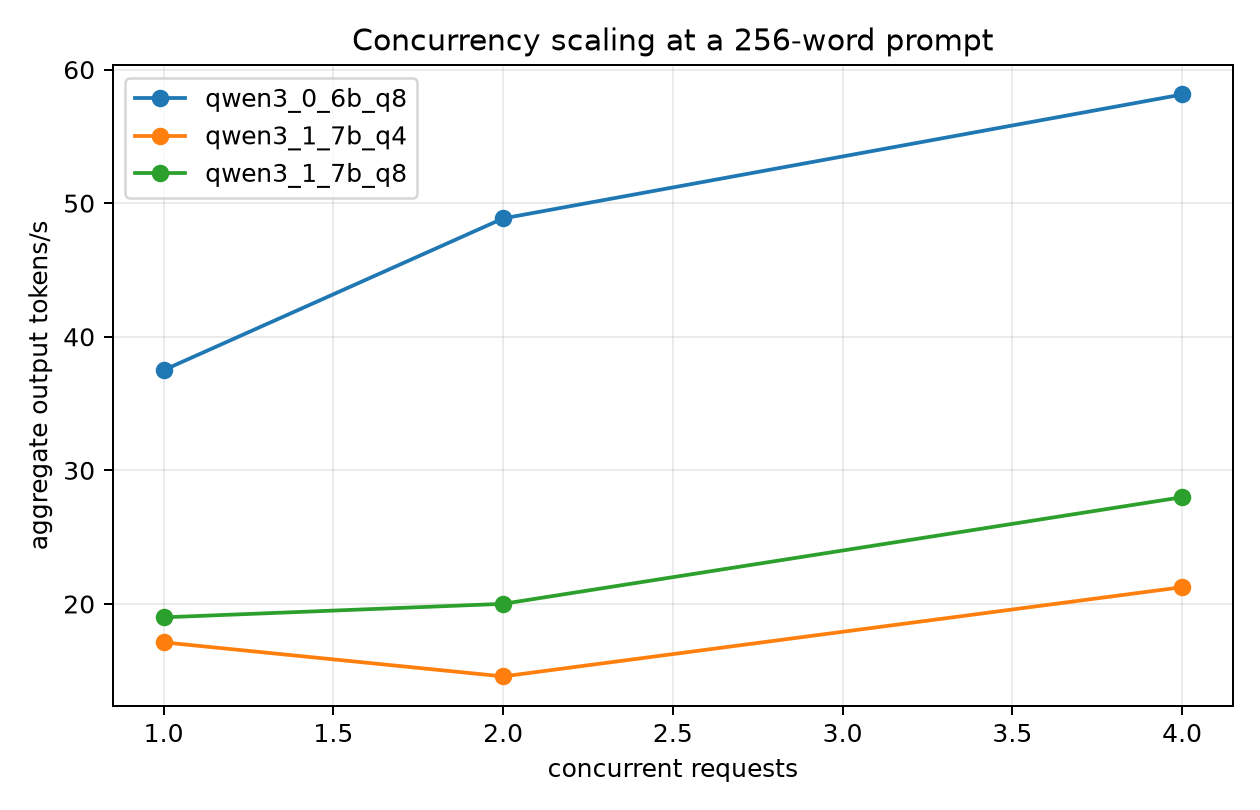 Concurrency scaling at a 256-word prompt
qwen3_0_6b_q8
qwen3_1_7b_q4
qwen3_1_7b_q8
aggregate output tokens/s
60
50
40
30
20
1.0 1.5 2.0 2.5 3.0 3.5 4.0
concurrent requests